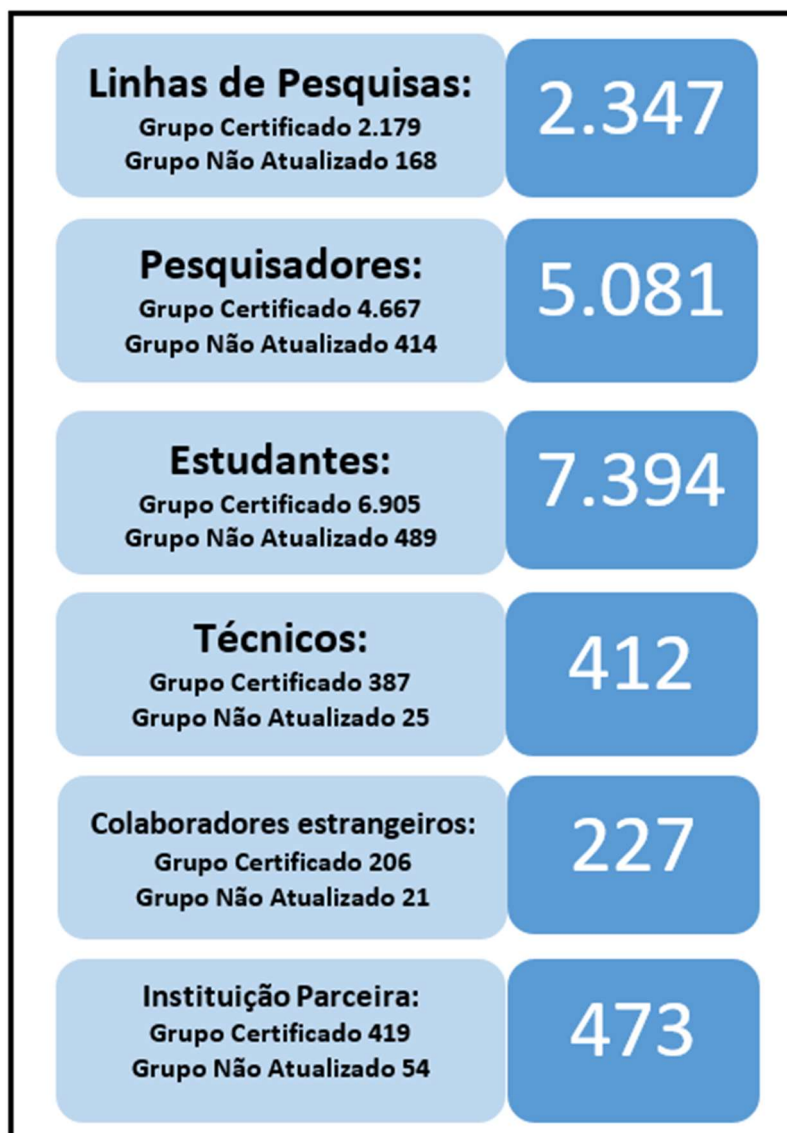 Linhas de Pesquisas:
Grupo Certificado 2.179
Grupo Não Atualizado 168
2.347
Pesquisadores:
Grupo Certificado 4.667
Grupo Não Atualizado 414
5.081
Estudantes:
Grupo Certificado 6.905
Grupo Não Atualizado 489
7.394
Técnicos:
Grupo Certificado 387
Grupo Não Atualizado 25
412
Colaboradores estrangeiros:
Grupo Certificado 206
Grupo Não Atualizado 21
227
Instituição Parceira:
Grupo Certificado 419
Grupo Não Atualizado 54
473